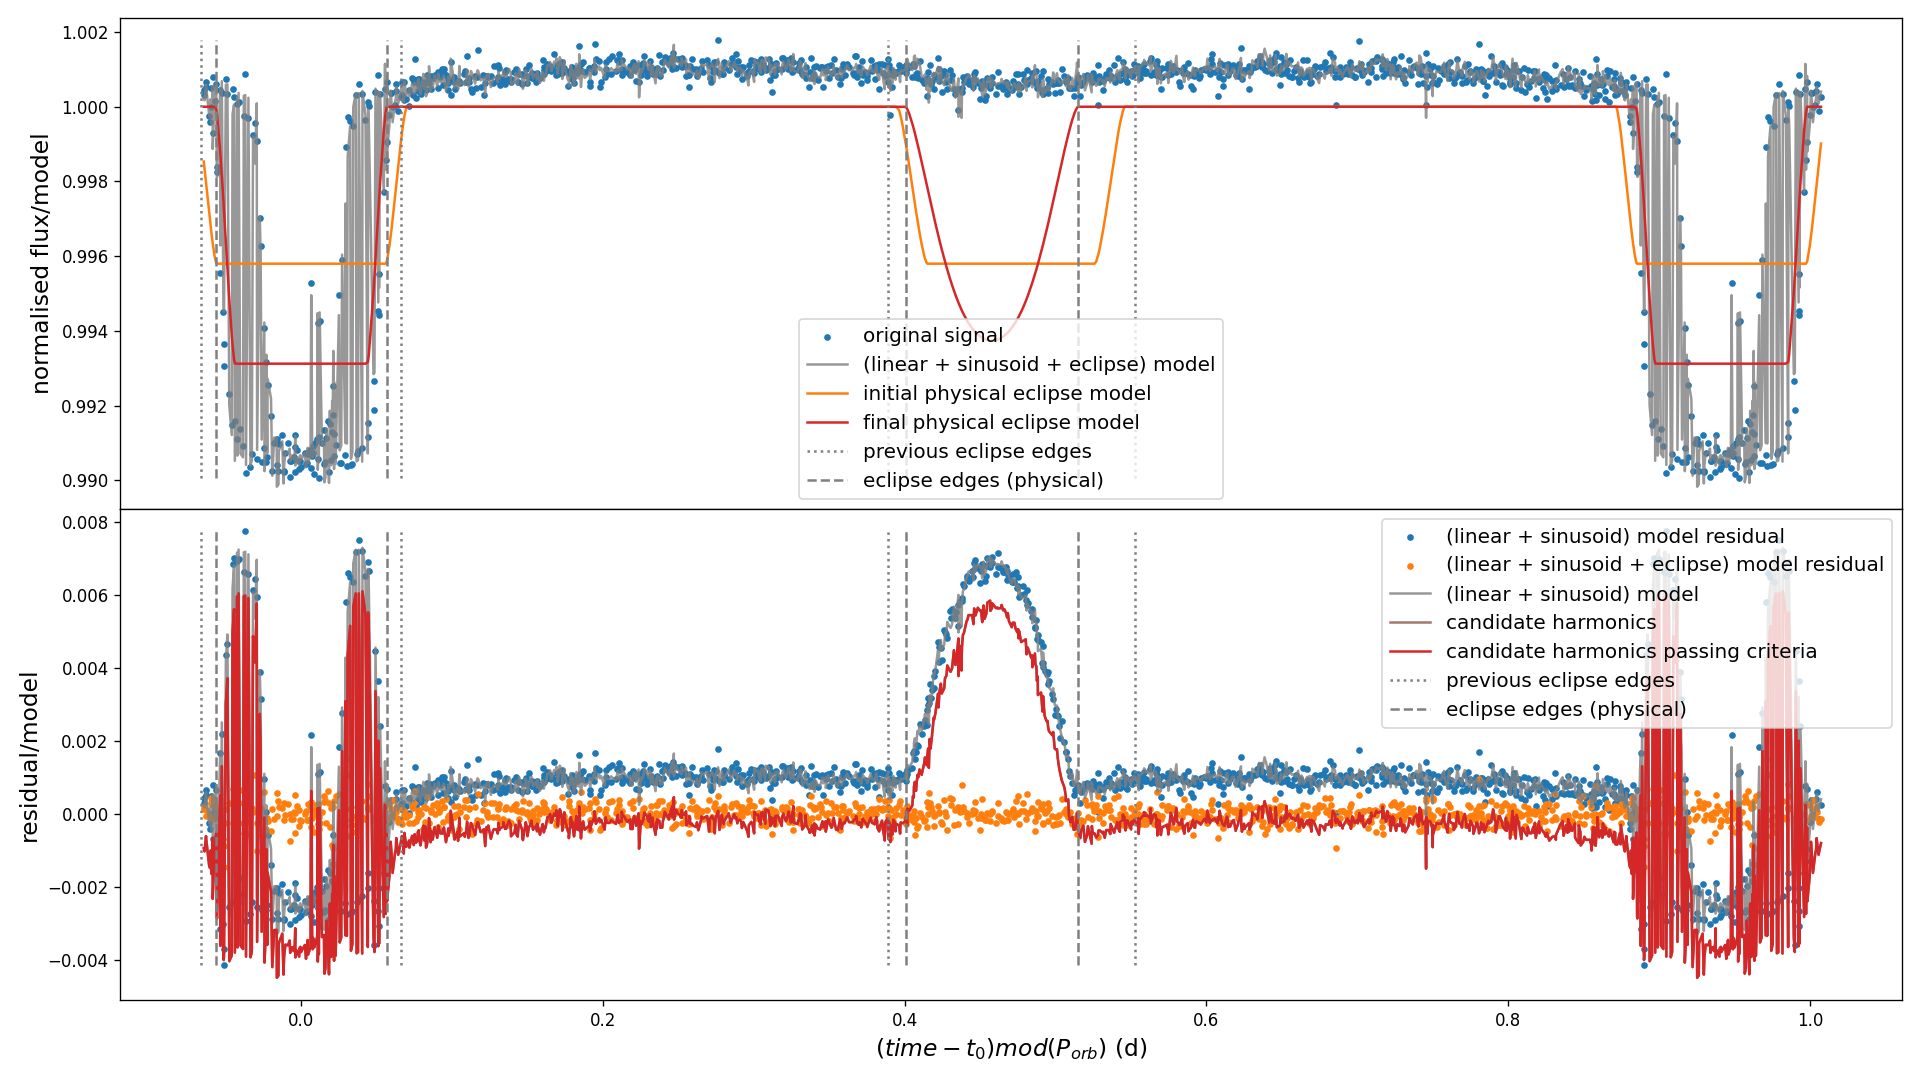 normalised flux/model
1.002
1.000
0.998
0.996
0.994
0.992
0.990
original signal
(linear + sinusoid + eclipse) model
initial physical eclipse model
final physical eclipse model
previous eclipse edges
eclipse edges (physical)
residual/model
0.008
0.006
0.004
0.002
0.000
−0.002
−0.004
(linear + sinusoid) model residual
(linear + sinusoid + eclipse) model residual
(linear + sinusoid) model
candidate harmonics
candidate harmonics passing criteria
previous eclipse edges
eclipse edges (physical)
0.0 0.2 0.4 0.6 0.8 1.0
(time − t₀)mod(P_orb) (d)